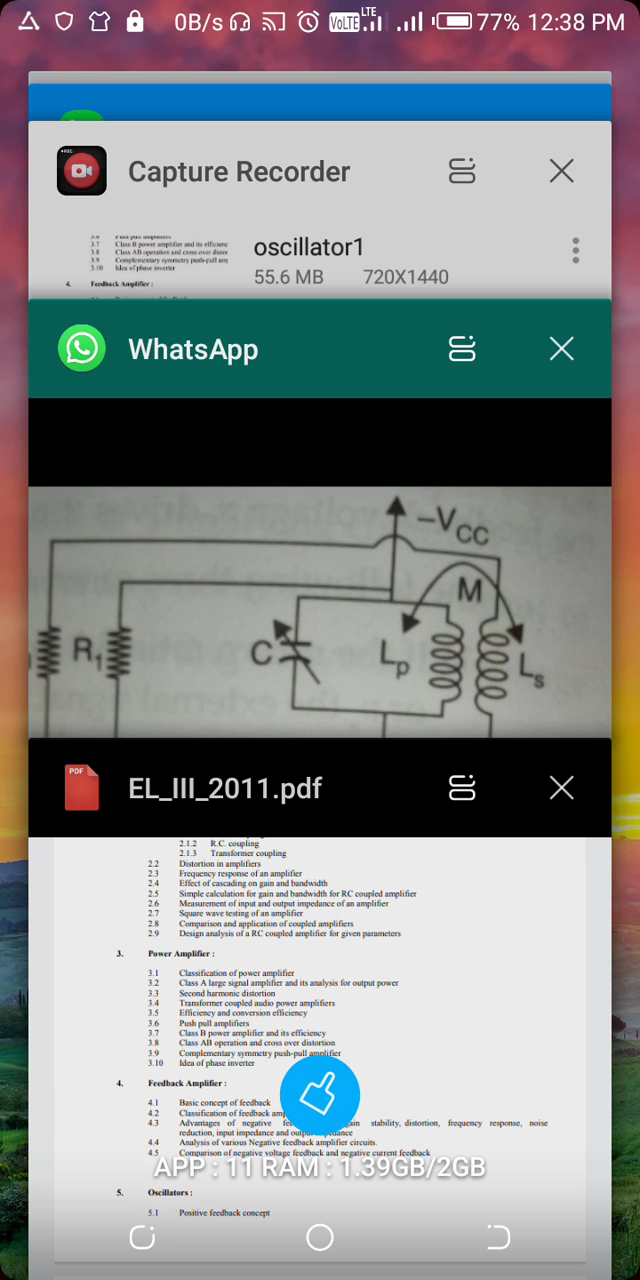 0B/s VoLTE LTE 77% 12:38 PM
REC
Capture Recorder
3.7 Class B power amplifier and its efficienc
3.8 Class AB operation and cross over distor
3.9 Complementary symmetry push-pull am
3.10 Idea of phase inverter
4. Feedback Amplifier :
oscillator1
55.6 MB 720X1440
WhatsApp
-VCC
M
R1
C
Lp
Ls
PDF
EL_III_2011.pdf
2.1.2 R.C. coupling
2.1.3 Transformer coupling
2.2 Distortion in amplifiers
2.3 Frequency response of an amplifier
2.4 Effect of cascading on gain and bandwidth
2.5 Simple calculation for gain and bandwidth for RC coupled amplifier
2.6 Measurement of input and output impedance of an amplifier
2.7 Square wave testing of an amplifier
2.8 Comparison and application of coupled amplifiers
2.9 Design analysis of a RC coupled amplifier for given parameters
3. Power Amplifier :
3.1 Classification of power amplifier
3.2 Class A large signal amplifier and its analysis for output power
3.3 Second harmonic distortion
3.4 Transformer coupled audio power amplifiers
3.5 Efficiency and conversion efficiency
3.6 Push pull amplifiers
3.7 Class B power amplifier and its efficiency
3.8 Class AB operation and cross over distortion
3.9 Complementary symmetry push-pull amplifier
3.10 Idea of phase inverter
4. Feedback Amplifier :
4.1 Basic concept of feedback
4.2 Classification of feedback am
4.3 Advantages of negative fee ain stability, distortion, frequency response, noise
reduction, input impedance and output impedance
4.4 Analysis of various Negative feedback amplifier circuits.
4.5 Comparison of negative voltage feedback and negative current feedback
APP : 11 RAM : 1.39GB/2GB
5. Oscillators :
5.1 Positive feedback concept